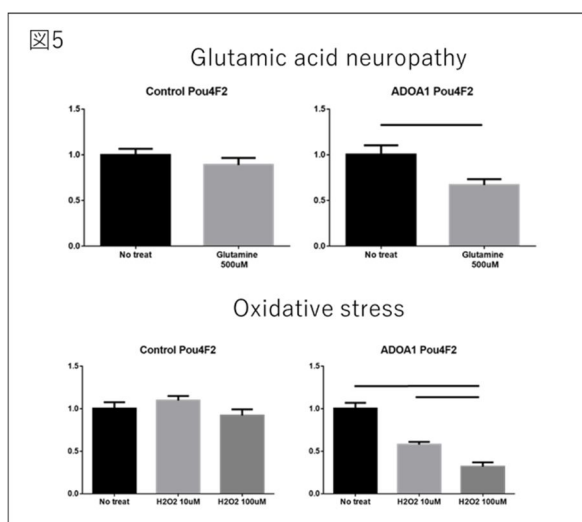 図5
Glutamic acid neuropathy
Control Pou4F2
ADOA1 Pou4F2
1.5
1.0
0.5
0.0
No treat
Glutamine
500uM
1.5
1.0
0.5
0.0
No treat
Glutamine
500uM
Oxidative stress
Control Pou4F2
ADOA1 Pou4F2
1.5
1.0
0.5
0.0
No treat
H2O2 10uM
H2O2 100uM
1.5
1.0
0.5
0.0
No treat
H2O2 10uM
H2O2 100uM